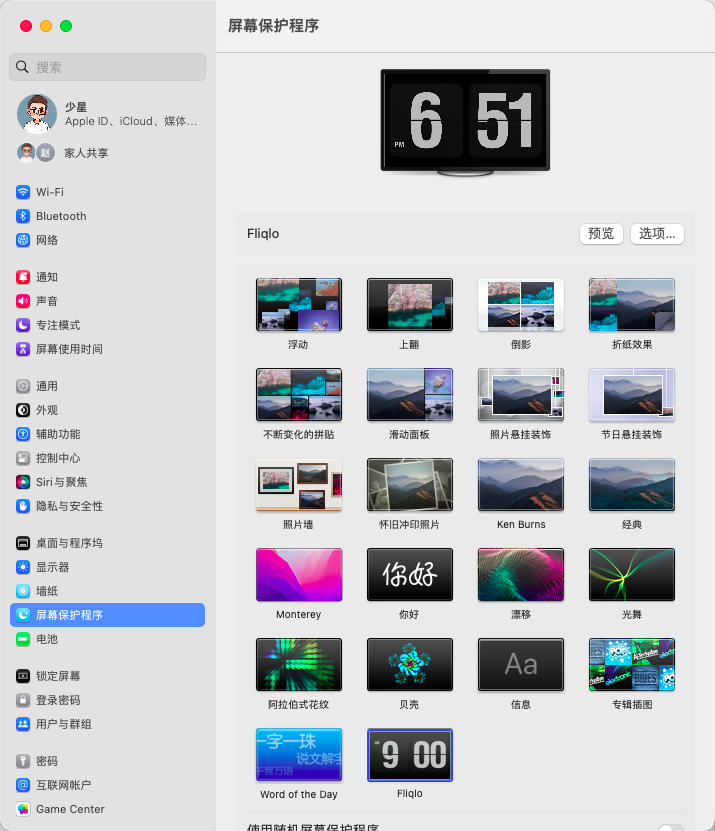 屏幕保护程序
搜索
少星
Apple ID、iCloud、媒体...
赵
家人共享
Wi-Fi
Bluetooth
网络
通知
声音
专注模式
屏幕使用时间
通用
外观
辅助功能
控制中心
Siri与聚焦
隐私与安全性
桌面与程序坞
显示器
墙纸
屏幕保护程序
电池
锁定屏幕
登录密码
用户与群组
密码
互联网帐户
Game Center
6 51
PM
Fliqlo
预览
选项...
浮动
上翻
倒影
折纸效果
不断变化的拼贴
滑动面板
照片悬挂装饰
节日悬挂装饰
照片墙
怀旧冲印照片
Ken Burns
经典
你好
Monterey
你好
漂移
光舞
Aa
BLUES
阿拉伯式花纹
贝壳
信息
专辑插图
一字一珠
说文解字
千言万语
9 00
Word of the Day
Fliqlo
使用随机屏幕保护程序